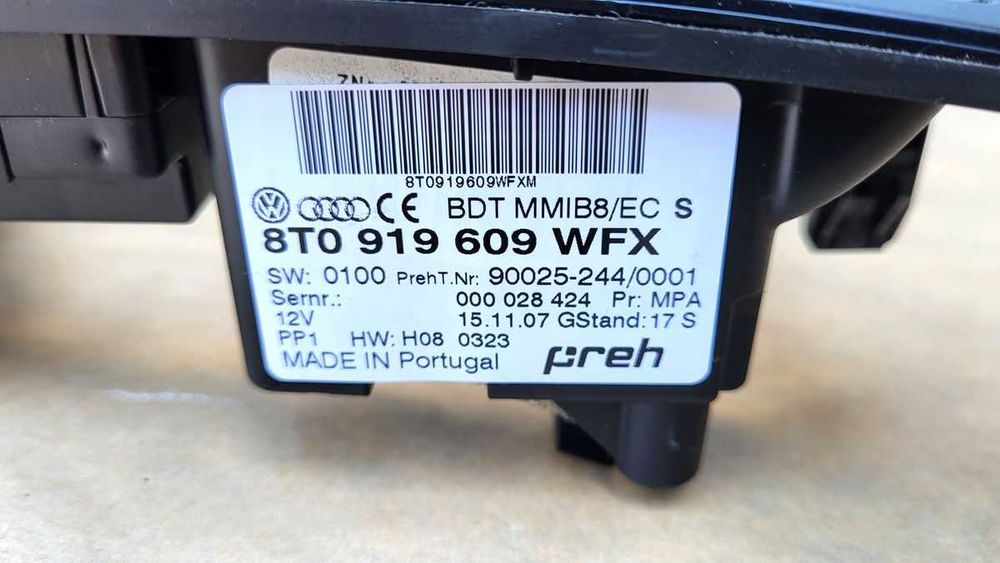 8T0919609WFXM
CE BDT MMIB8/EC S
8T0 919 609 WFX
SW: 0100 PrehT.Nr: 90025-244/0001
Sernr.: 000 028 424 Pr: MPA
12V 15.11.07 GStand: 17 S
PP1 HW: H08 0323
MADE IN Portugal preh